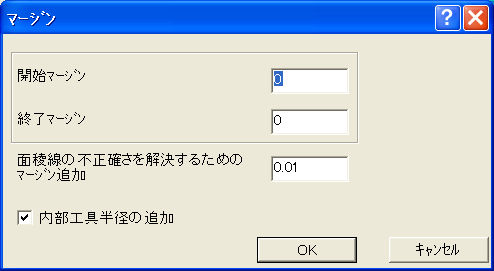 ﾏｰｼﾞﾝ
開始ﾏｰｼﾞﾝ
0
終了ﾏｰｼﾞﾝ
0
面稜線の不正確さを解決するための
ﾏｰｼﾞﾝ追加
0.01
内部工具半径の追加
OK
ｷｬﾝｾﾙ